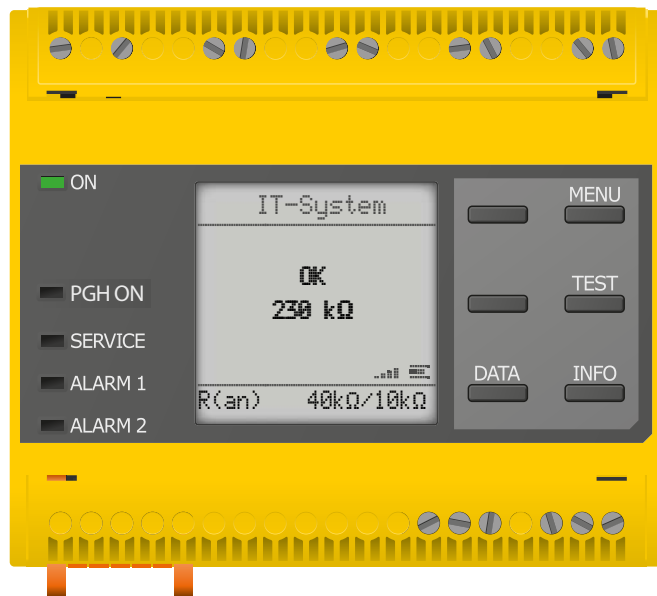 ON
PGH ON
SERVICE
ALARM 1
ALARM 2
IT-System
OK
230 kΩ
R(an) 40kΩ/10kΩ
MENU
TEST
DATA INFO